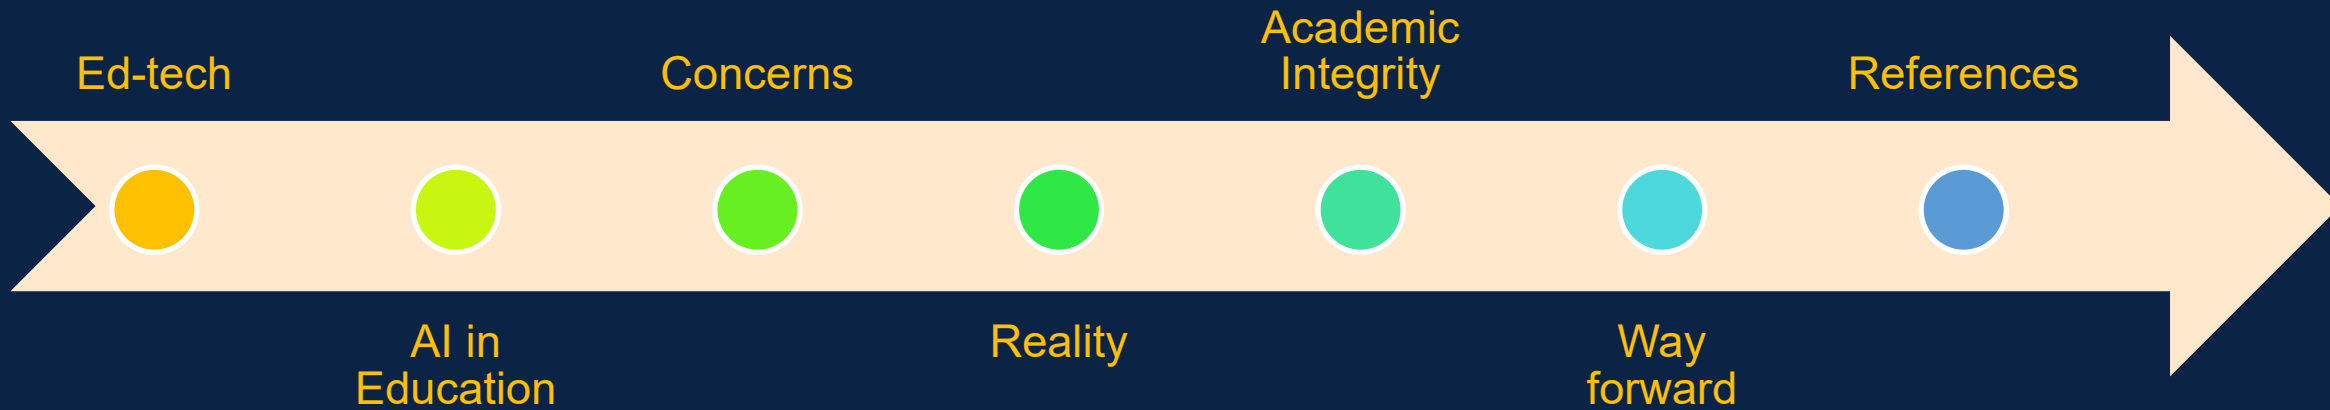 Ed-tech
AI in
Education
Concerns
Reality
Academic
Integrity
Way
forward
References